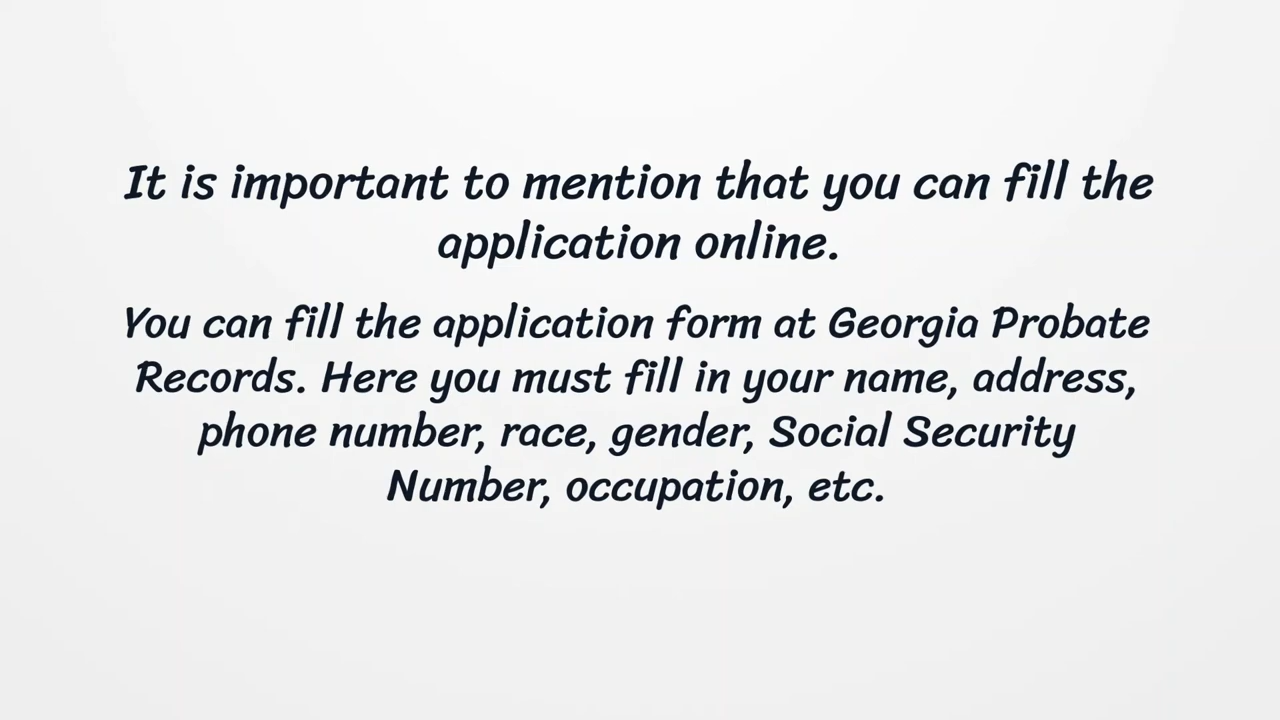 It is important to mention that you can fill the
application online.
You can fill the application form at Georgia Probate
Records. Here you must fill in your name, address,
phone number, race, gender, Social Security
Number, occupation, etc.